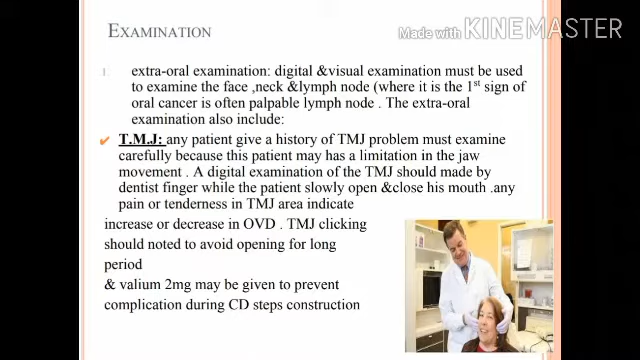 EXAMINATION
Made with KINEMASTER
extra-oral examination: digital &visual examination must be used
to examine the face ,neck &lymph node (where it is the 1st sign of
oral cancer is often palpable lymph node . The extra-oral
examination also include:
✔ T.M.J: any patient give a history of TMJ problem must examine
carefully because this patient may has a limitation in the jaw
movement . A digital examination of the TMJ should made by
dentist finger while the patient slowly open &close his mouth .any
pain or tenderness in TMJ area indicate
increase or decrease in OVD . TMJ clicking
should noted to avoid opening for long
period
& valium 2mg may be given to prevent
complication during CD steps construction